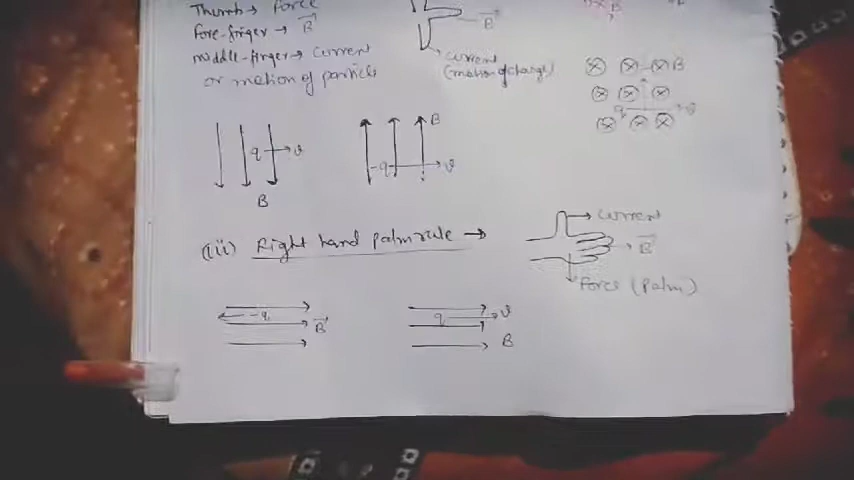 Thumb → Force
Fore-finger → B
middle-finger → Current
or motion of particle
B
current
(motion of charge)
B
⊗ ⊗ ⊗ B
⊗ ⊗ ⊗
q v
⊗ ⊗ ⊗
q v
B
B
-q v
(iii) Right hand palm rule →
Current
B
Force (palm)
-q
B
q v
B